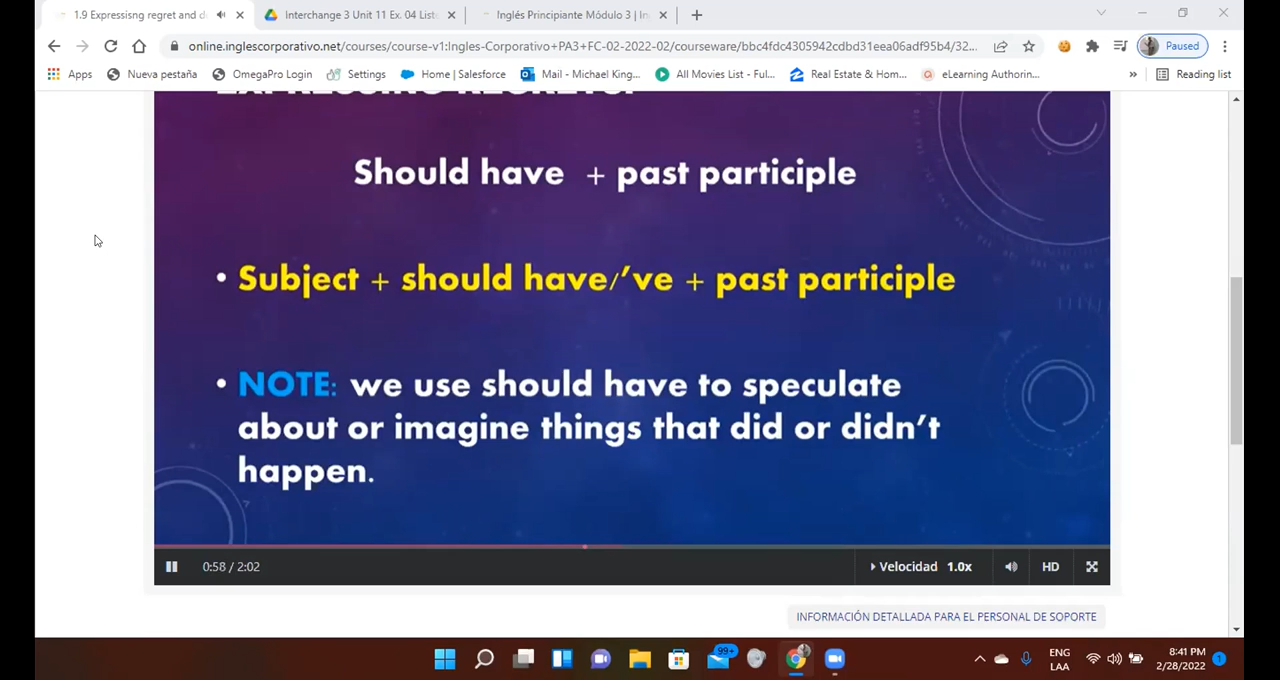 1.9 Expressisng regret and d
Interchange 3 Unit 11 Ex. 04 List
Inglés Principiante Módulo 3 | In
online.inglescorporativo.net/courses/course-v1:Ingles-Corporativo+PA3+FC-02-2022-02/courseware/bbc4fdc4305942cdbd31eea06adf95b4/32...
Paused
Apps
Nueva pestaña
OmegaPro Login
Settings
Home | Salesforce
Mail - Michael King...
All Movies List - Ful...
Real Estate & Hom...
eLearning Authorin...
»
Reading list
Should have + past participle
• Subject + should have/'ve + past participle
• NOTE: we use should have to speculate
about or imagine things that did or didn't
happen.
0:58 / 2:02
Velocidad 1.0x
HD
INFORMACIÓN DETALLADA PARA EL PERSONAL DE SOPORTE
99+
ENG
LAA
8:41 PM
2/28/2022
1